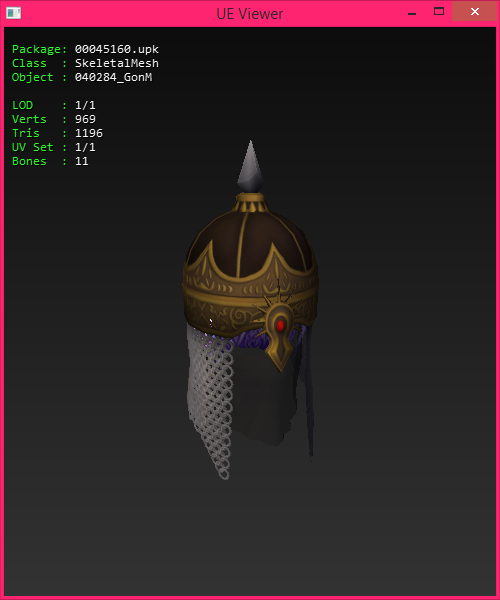 UE Viewer
Package: 00045160.upk
Class : SkeletalMesh
Object : 040284_GonM
LOD : 1/1
Verts : 969
Tris : 1196
UV Set : 1/1
Bones : 11